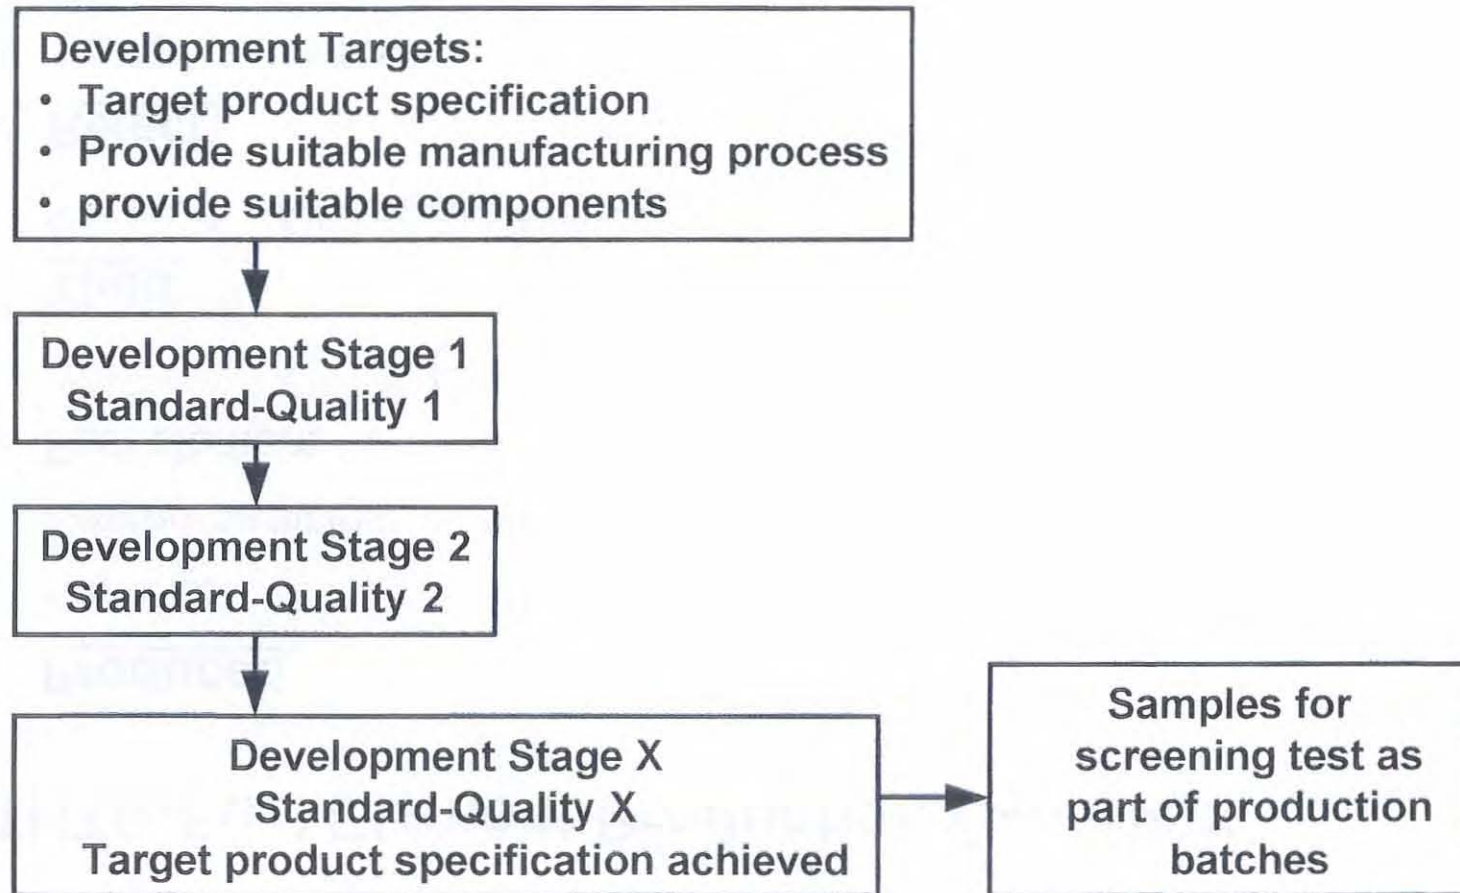 Development Targets:
• Target product specification
• Provide suitable manufacturing process
• provide suitable components
Development Stage 1
Standard-Quality 1
Development Stage 2
Standard-Quality 2
Development Stage X
Standard-Quality X
Target product specification achieved
Samples for
screening test as
part of production
batches